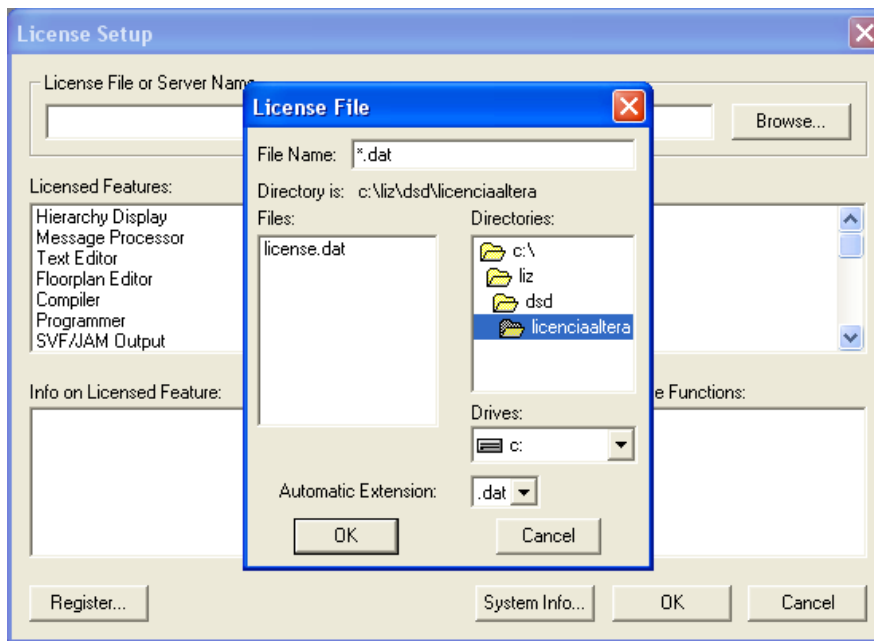 License Setup
License File or Server Name
Browse...
Licensed Features:
Hierarchy Display
Message Processor
Text Editor
Floorplan Editor
Compiler
Programmer
SVF/JAM Output
Info on Licensed Feature:
e Functions:
Register...
System Info...
OK
Cancel
License File
File Name: *.dat
Directory is: c:\liz\dsd\licenciaaltera
Files:
license.dat
Directories:
c:\
liz
dsd
licenciaaltera
Drives:
c:
Automatic Extension: .dat
OK
Cancel